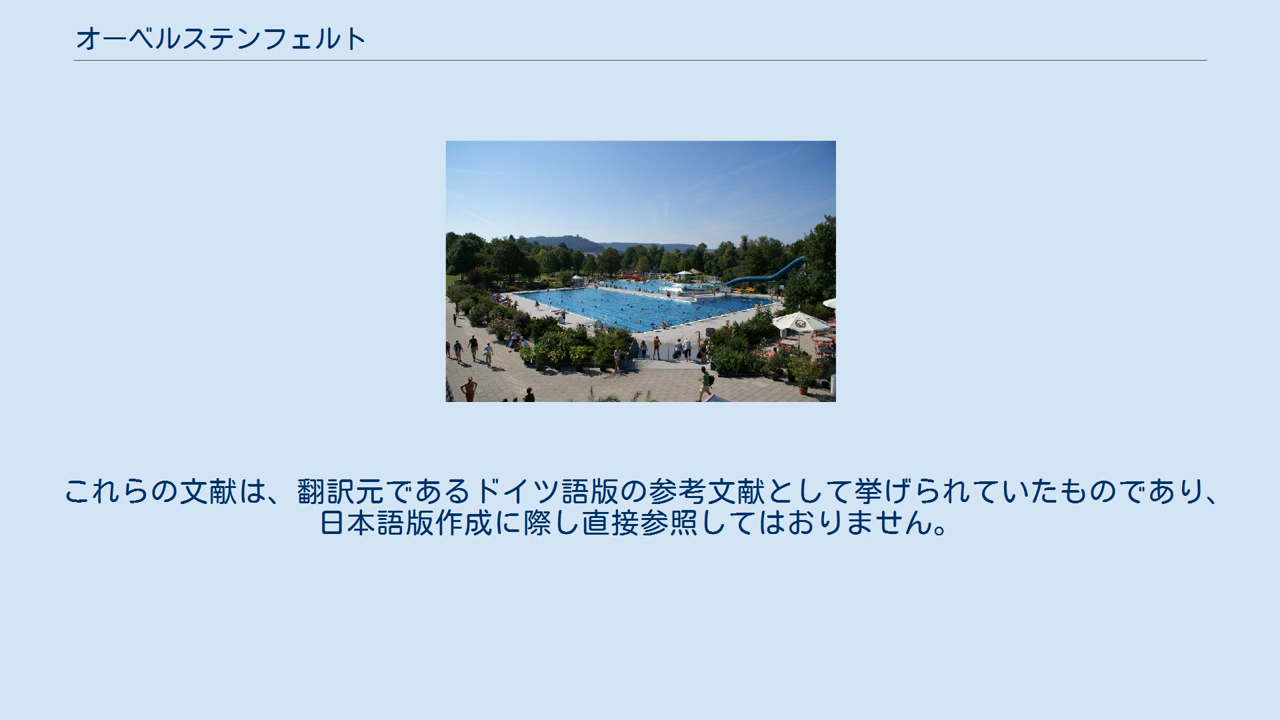 オーベルステンフェルト
これらの文献は、翻訳元であるドイツ語版の参考文献として挙げられていたものであり、
日本語版作成に際し直接参照してはおりません。